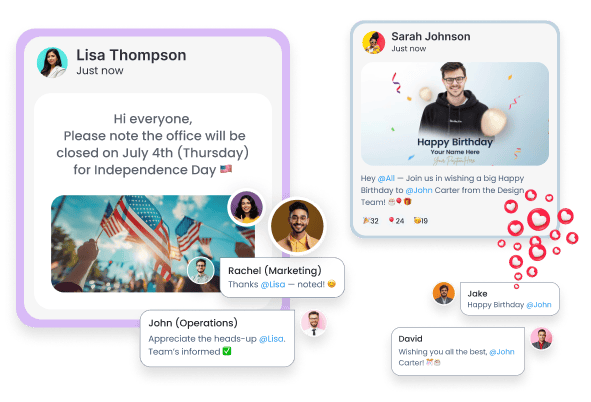 Lisa Thompson
Just now
Hi everyone,
Please note the office will be
closed on July 4th (Thursday)
for Independence Day 🇺🇸
Rachel (Marketing)
Thanks @Lisa — noted! 😊
John (Operations)
Appreciate the heads-up @Lisa.
Team's informed ✅
Sarah Johnson
Just now
Happy Birthday
Your Name Here
Hey @All — Join us in wishing a big Happy
Birthday to @John Carter from the Design
Team! 🎂🎈🎁
🎉32 🎈24 😻19
Jake
Happy Birthday @John
David
Wishing you all the best, @John
Carter! 🎊🎂